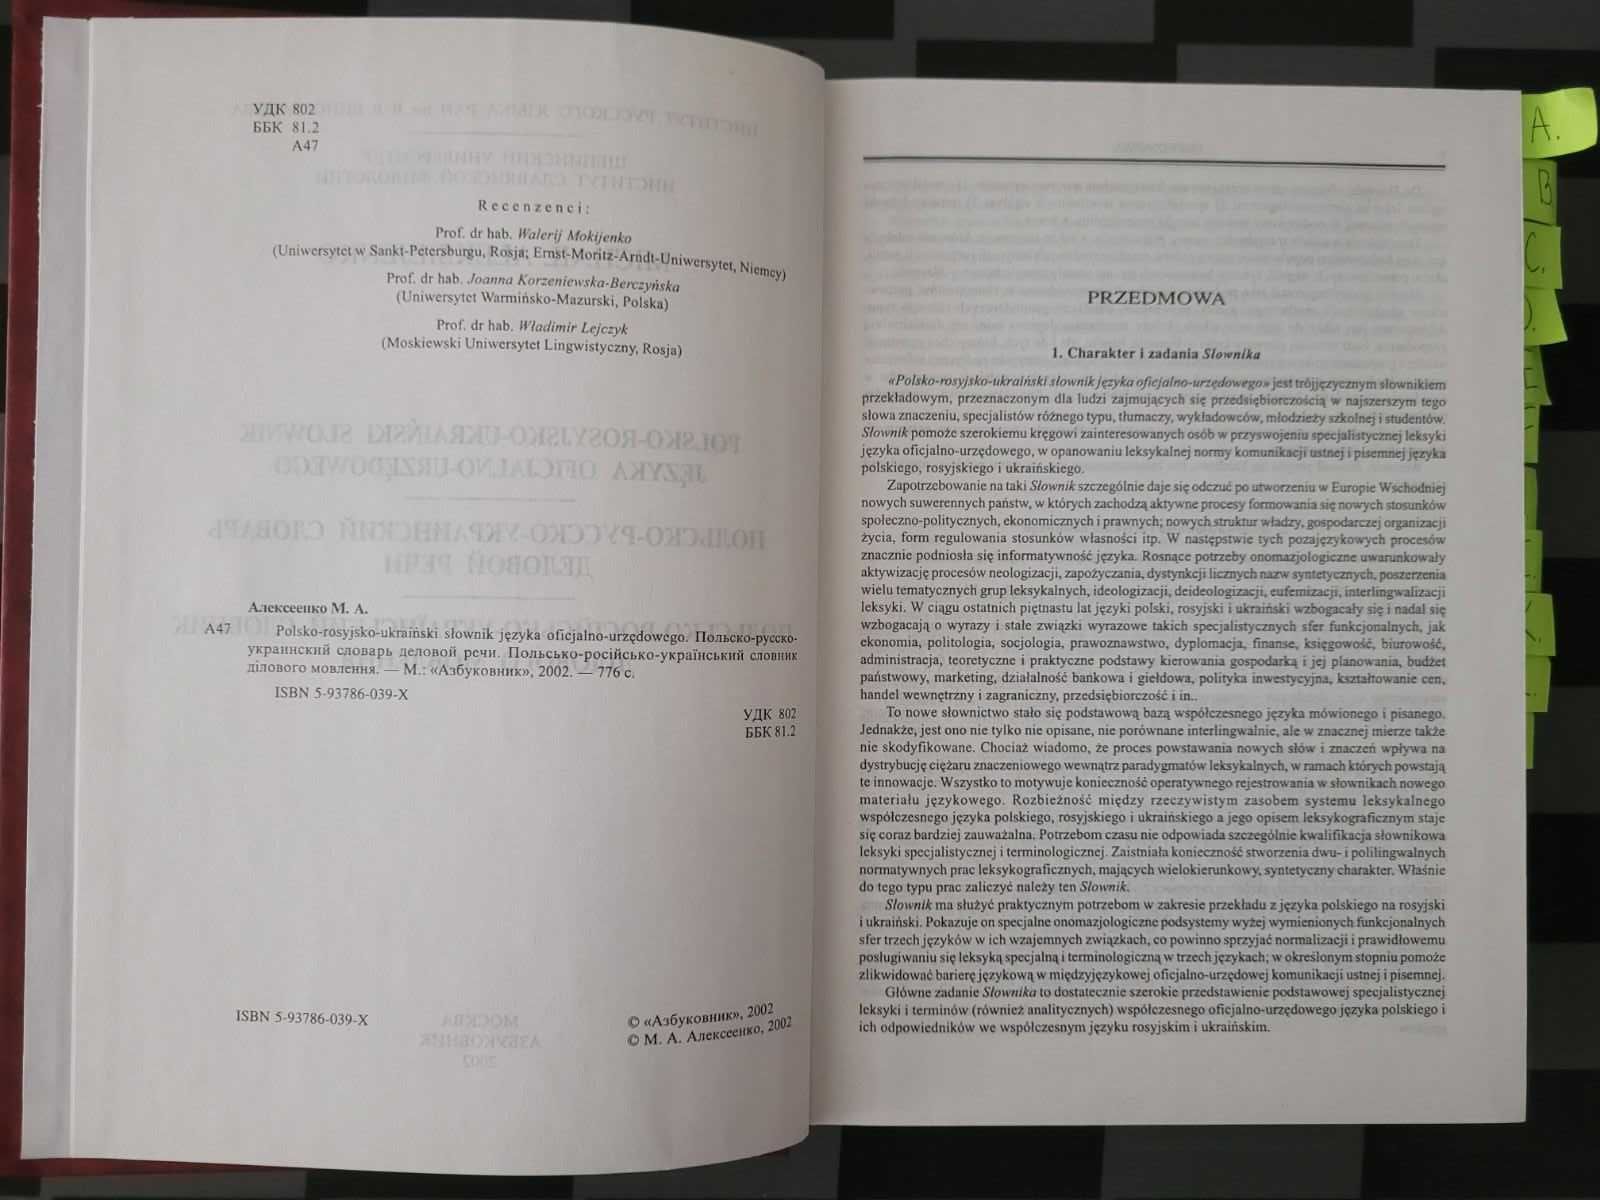 УДК 802
ББК 81.2
А47
Recenzenci:
Prof. dr hab. Walerij Mokijenko
(Uniwersytet w Sankt-Petersburgu, Rosja; Ernst-Moritz-Arndt-Uniwersytet, Niemcy)
Prof. dr hab. Joanna Korzeniewska-Berczyńska
(Uniwersytet Warmińsko-Mazurski, Polska)
Prof. dr hab. Władimir Lejczyk
(Moskiewski Uniwersytet Lingwistyczny, Rosja)
Алексеенко М. А.
А47 Polsko-rosyjsko-ukraiński słownik języka oficjalno-urzędowego. Польско-русско-
украинский словарь деловой речи. Польсько-російсько-український словник
ділового мовлення. — М.: «Азбуковник», 2002. — 776 с.
ISBN 5-93786-039-X
УДК 802
ББК 81.2
ISBN 5-93786-039-X
© «Азбуковник», 2002
© М. А. Алексеенко, 2002
PRZEDMOWA
1. Charakter i zadania Słownika
«Polsko-rosyjsko-ukraiński słownik języka oficjalno-urzędowego» jest trójjęzycznym słownikiem
przekładowym, przeznaczonym dla ludzi zajmujących się przedsiębiorczością w najszerszym tego
słowa znaczeniu, specjalistów różnego typu, tłumaczy, wykładowców, młodzieży szkolnej i studentów.
Słownik pomoże szerokiemu kręgowi zainteresowanych osób w przyswojeniu specjalistycznej leksyki
języka oficjalno-urzędowego, w opanowaniu leksykalnej normy komunikacji ustnej i pisemnej języka
polskiego, rosyjskiego i ukraińskiego.
Zapotrzebowanie na taki Słownik szczególnie daje się odczuć po utworzeniu w Europie Wschodniej
nowych suwerennych państw, w których zachodzą aktywne procesy formowania się nowych stosunków
społeczno-politycznych, ekonomicznych i prawnych; nowych struktur władzy, gospodarczej organizacji
życia, form regulowania stosunków własności itp. W następstwie tych pozajęzykowych procesów
znacznie podniosła się informatywność języka. Rosnące potrzeby onomazjologiczne uwarunkowały
aktywizację procesów neologizacji, zapożyczania, dystynkcji licznych nazw syntetycznych, poszerzenia
wielu tematycznych grup leksykalnych, ideologizacji, deideologizacji, eufemizacji, interlingwalizacji
leksyki. W ciągu ostatnich piętnastu lat języki polski, rosyjski i ukraiński wzbogacały się i nadal się
wzbogacają o wyrazy i stałe związki wyrazowe takich specjalistycznych sfer funkcjonalnych, jak
ekonomia, politologia, socjologia, prawoznawstwo, dyplomacja, finanse, księgowość, biurowość,
administracja, teoretyczne i praktyczne podstawy kierowania gospodarką i jej planowania, budżet
państwowy, marketing, działalność bankowa i giełdowa, polityka inwestycyjna, kształtowanie cen,
handel wewnętrzny i zagraniczny, przedsiębiorczość i in..
To nowe słownictwo stało się podstawową bazą współczesnego języka mówionego i pisanego.
Jednakże, jest ono nie tylko nie opisane, nie porównane interlingwalnie, ale w znacznej mierze także
nie skodyfikowane. Chociaż wiadomo, że proces powstawania nowych słów i znaczeń wpływa na
dystrybucję ciężaru znaczeniowego wewnątrz paradygmatów leksykalnych, w ramach których powstają
te innowacje. Wszystko to motywuje konieczność operatywnego rejestrowania w słownikach nowego
materiału językowego. Rozbieżność między rzeczywistym zasobem systemu leksykalnego
współczesnego języka polskiego, rosyjskiego i ukraińskiego a jego opisem leksykograficznym staje
się coraz bardziej zauważalna. Potrzebom czasu nie odpowiada szczególnie kwalifikacja słownikowa
leksyki specjalistycznej i terminologicznej. Zaistniała konieczność stworzenia dwu- i polilingwalnych
normatywnych prac leksykograficznych, mających wielokierunkowy, syntetyczny charakter. Właśnie
do tego typu prac zaliczyć należy ten Słownik.
Słownik ma służyć praktycznym potrzebom w zakresie przekładu z języka polskiego na rosyjski
i ukraiński. Pokazuje on specjalne onomazjologiczne podsystemy wyżej wymienionych funkcjonalnych
sfer trzech języków w ich wzajemnych związkach, co powinno sprzyjać normalizacji i prawidłowemu
posługiwaniu się leksyką specjalną i terminologiczną w trzech językach; w określonym stopniu pomoże
zlikwidować barierę językową w międzyjęzykowej oficjalno-urzędowej komunikacji ustnej i pisemnej.
Główne zadanie Słownika to dostatecznie szerokie przedstawienie podstawowej specjalistycznej
leksyki i terminów (również analitycznych) współczesnego oficjalno-urzędowego języka polskiego i
ich odpowiedników we współczesnym języku rosyjskim i ukraińskim.
A.
B
C.
D.
E
K.